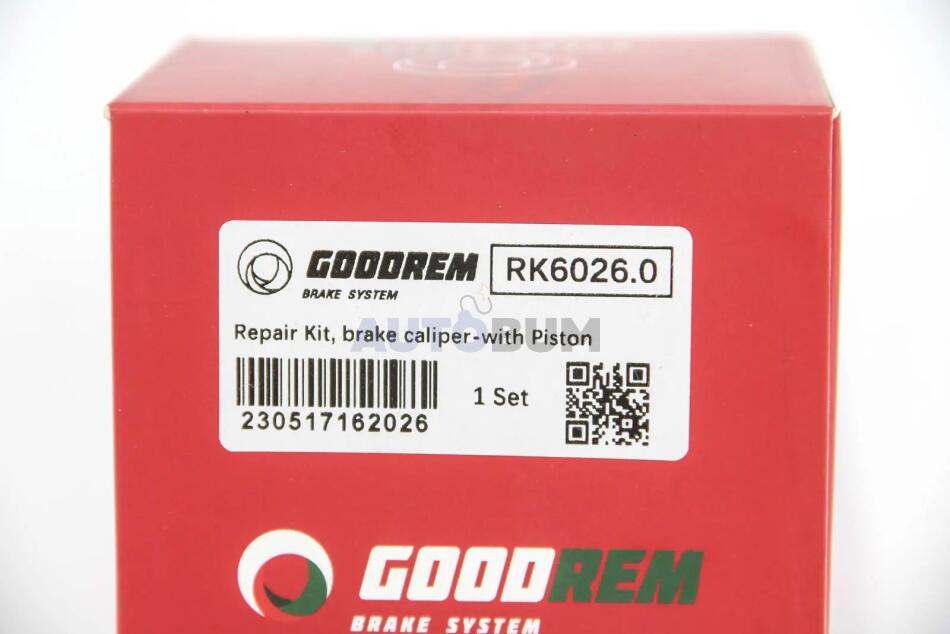 GOODREM
BRAKE SYSTEM
RK6026.0
AUTOBUM
Repair Kit, brake caliper-with Piston
1 Set
230517162026
GOODREM
BRAKE SYSTEM